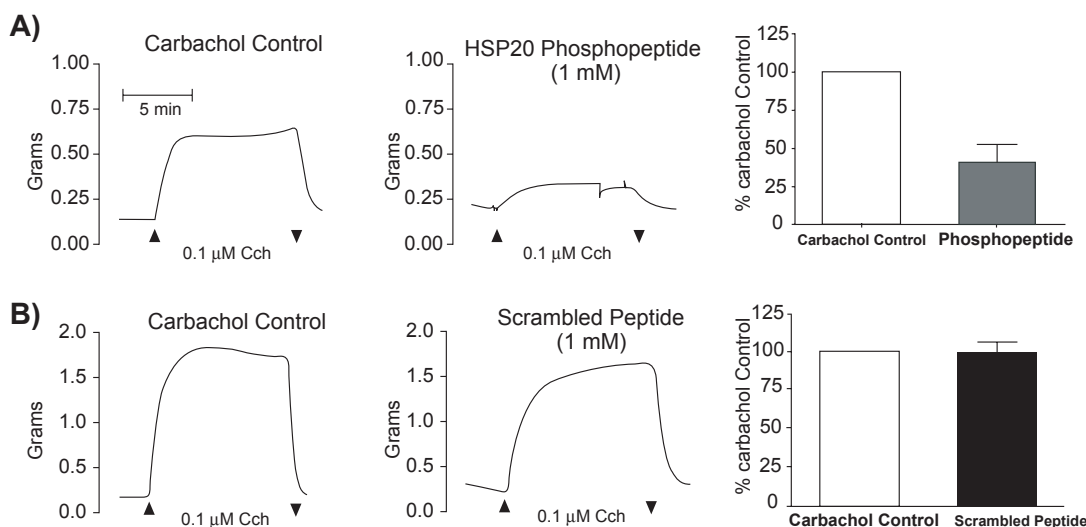 A)
Carbachol Control
1.00
0.75
0.50
0.25
0.00
Grams
5 min
0.1 µM Cch
HSP20 Phosphopeptide
(1 mM)
1.00
0.75
0.50
0.25
0.00
Grams
0.1 µM Cch
125
100
75
50
25
0
% carbachol Control
Carbachol Control
Phosphopeptide
B)
Carbachol Control
2.0
1.5
1.0
0.5
0.0
Grams
0.1 µM Cch
Scrambled Peptide
(1 mM)
2.0
1.5
1.0
0.5
0.0
Grams
0.1 µM Cch
125
100
75
50
25
0
% carbachol Control
Carbachol Control
Scrambled Peptide